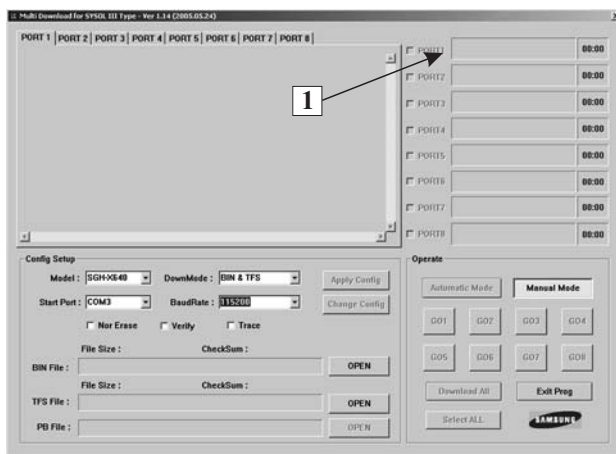 Multi Download for SYSOL III Type - Ver 1.14 (2005.05.24)
PORT 1 PORT 2 PORT 3 PORT 4 PORT 5 PORT 6 PORT 7 PORT 8
1
PORT1 00:00
PORT2 00:00
PORT3 00:00
PORT4 00:00
PORT5 00:00
PORT6 00:00
PORT7 00:00
PORT8 00:00
Config Setup
Model : SGH-X640 DownMode : BIN & TFS Apply Config
Start Port : COM3 BaudRate : 115200 Change Config
Nor Erase Verify Trace
File Size : CheckSum :
BIN File : OPEN
File Size : CheckSum :
TFS File : OPEN
PB File : OPEN
Operate
Automatic Mode Manual Mode
GO1 GO2 GO3 GO4
GO5 GO6 GO7 GO8
Download All Exit Prog
Select ALL SAMSUNG